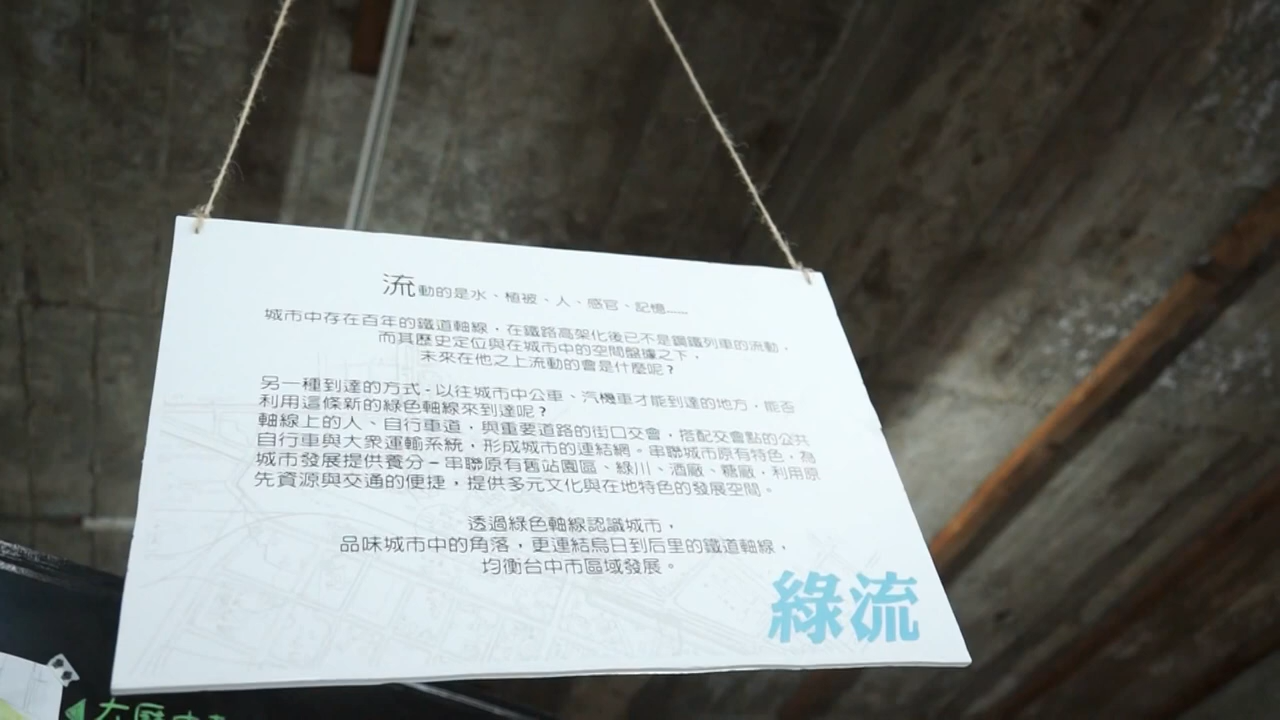 流動的是水、植被、人、感官、記憶......
城市中存在百年的鐵道軸線，在鐵路高架化後已不是鋼鐵列車的流動，
而其歷史定位與在城市中的空間盤據之下，
未來在他之上流動的會是什麼呢？
另一種到達的方式-以往城市中公車、汽機車才能到達的地方，能否
利用這條新的綠色軸線來到達呢？
軸線上的人、自行車道，與重要道路的街口交會，搭配交會點的公共
自行車與大眾運輸系統，形成城市的連結網。串聯城市原有特色，為
城市發展提供養分－串聯原有舊站園區、綠川、酒廠、糖廠，利用原
先資源與交通的便捷，提供多元文化與在地特色的發展空間。
透過綠色軸線認識城市，
品味城市中的角落，更連結烏日到后里的鐵道軸線，
均衡台中市區域發展。
綠流